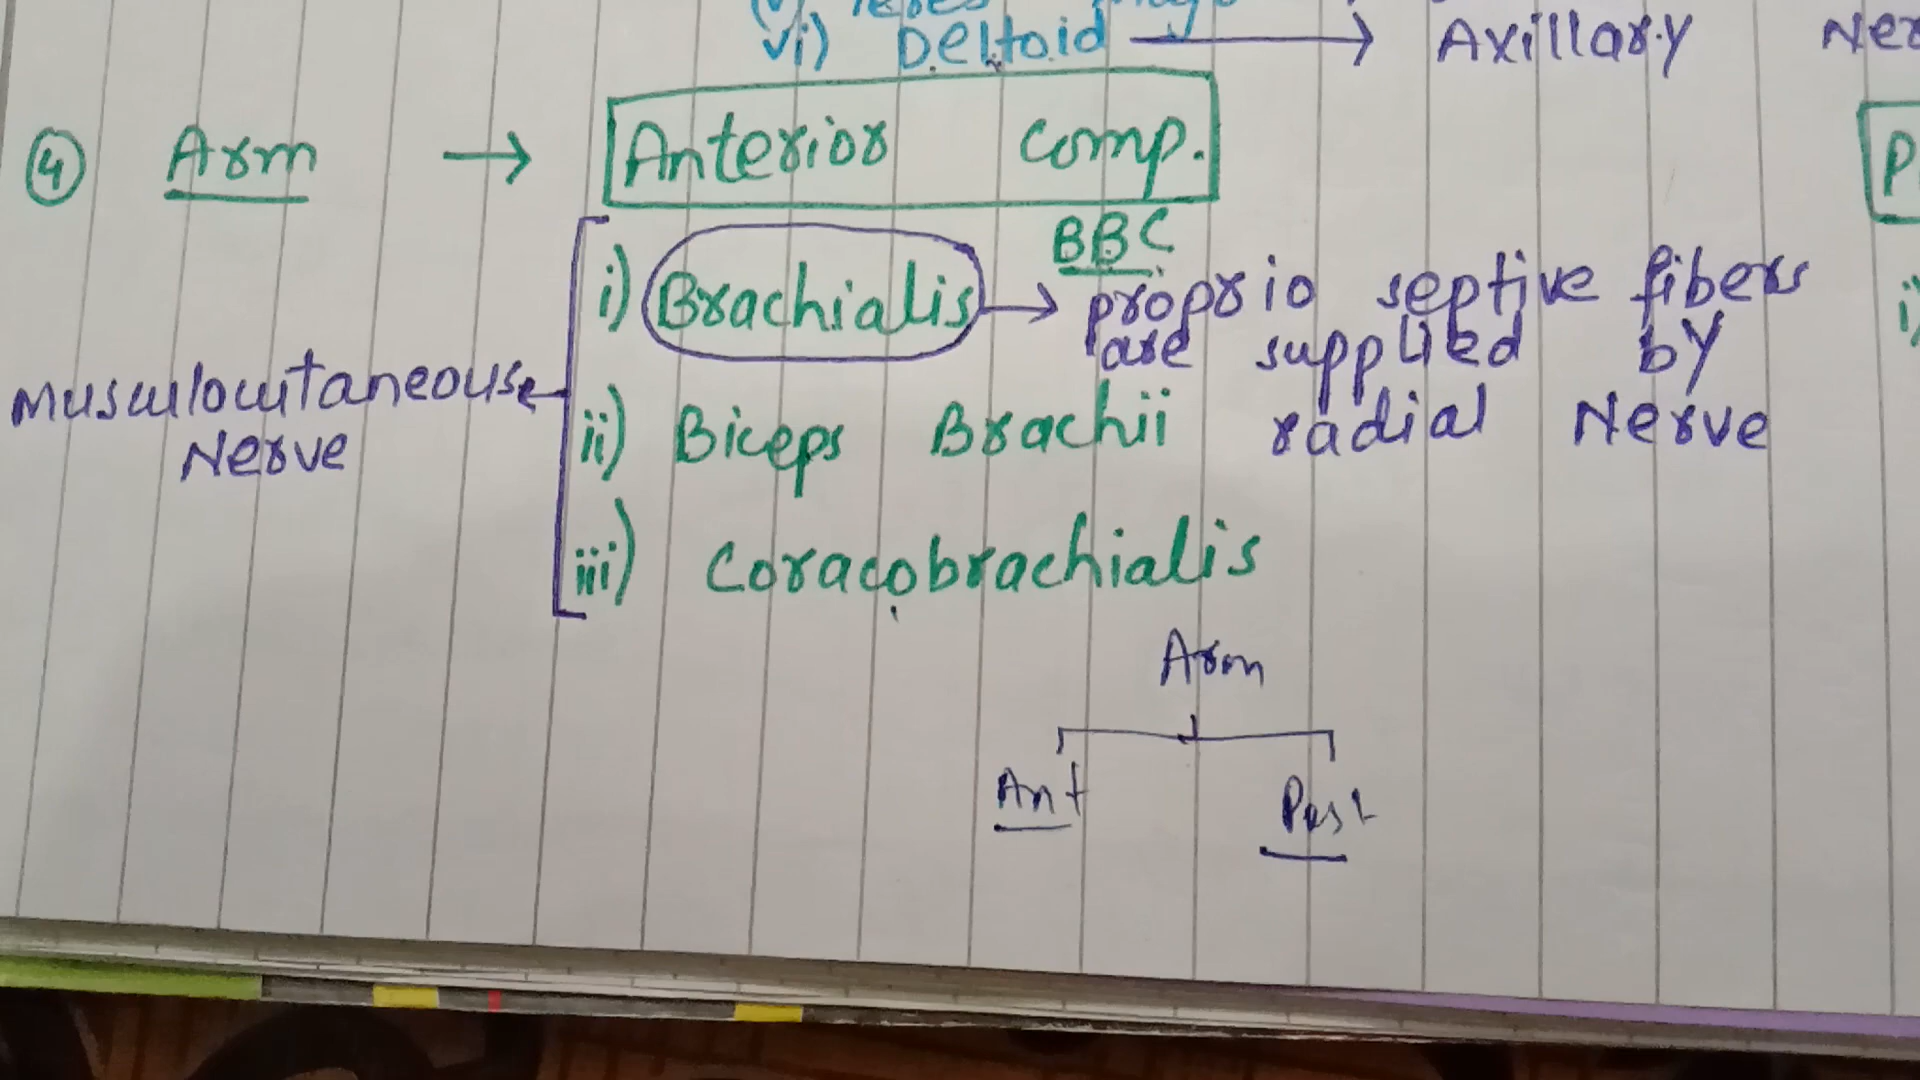 vi) Deltoid → Axillary
④ Arm → Anterior comp.
BBC
i) Brachialis → proprio septive fibers
are supplied by
radial Nerve
Musculocutaneous
Nerve
ii) Biceps Brachii
iii) Coracobrachialis
Arm
Ant Post